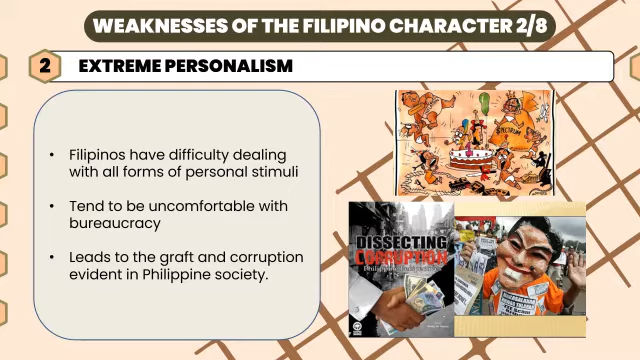 WEAKNESSES OF THE FILIPINO CHARACTER 2/8
2 EXTREME PERSONALISM
• Filipinos have difficulty dealing
with all forms of personal stimuli
• Tend to be uncomfortable with
bureaucracy
• Leads to the graft and corruption
evident in Philippine society.
DISSECTING
CORRUPTION
Philippine Perspectives